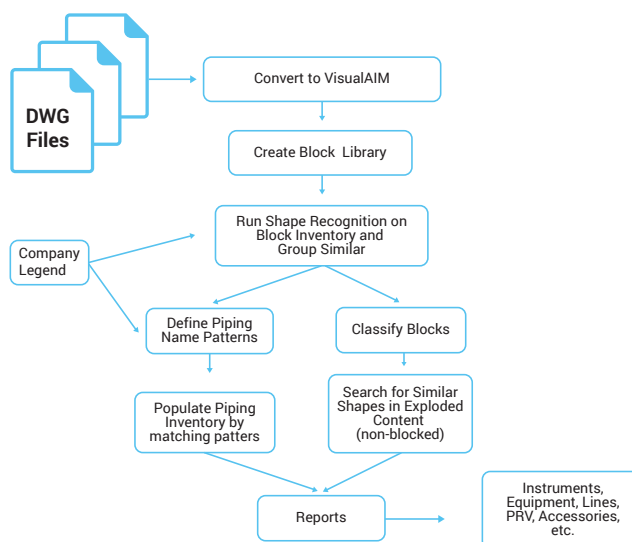 DWG
Files
Convert to VisualAIM
Create Block Library
Run Shape Recognition on
Block Inventory and
Group Similar
Company
Legend
Define Piping
Name Patterns
Classify Blocks
Populate Piping
Inventory by
matching patters
Search for Similar
Shapes in Exploded
Content
(non-blocked)
Reports
Instruments,
Equipment, Lines,
PRV, Accessories,
etc.